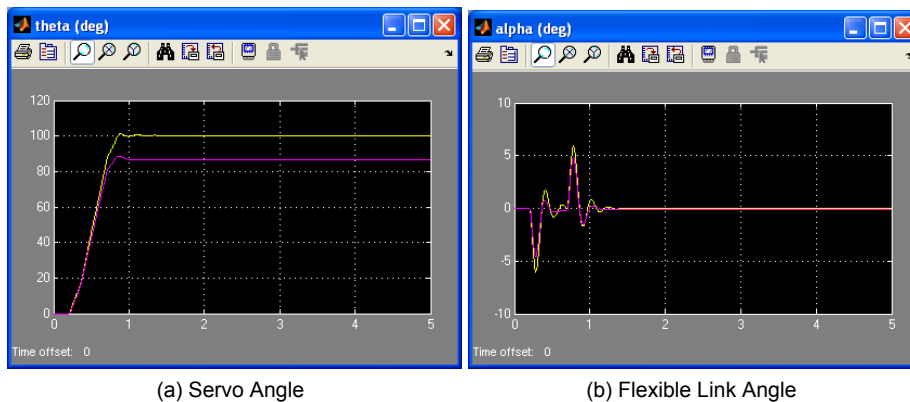 theta (deg)
120
100
80
60
40
20
0
0 1 2 3 4 5
Time offset: 0
(a) Servo Angle
alpha (deg)
10
5
0
-5
-10
0 1 2 3 4 5
Time offset: 0
(b) Flexible Link Angle